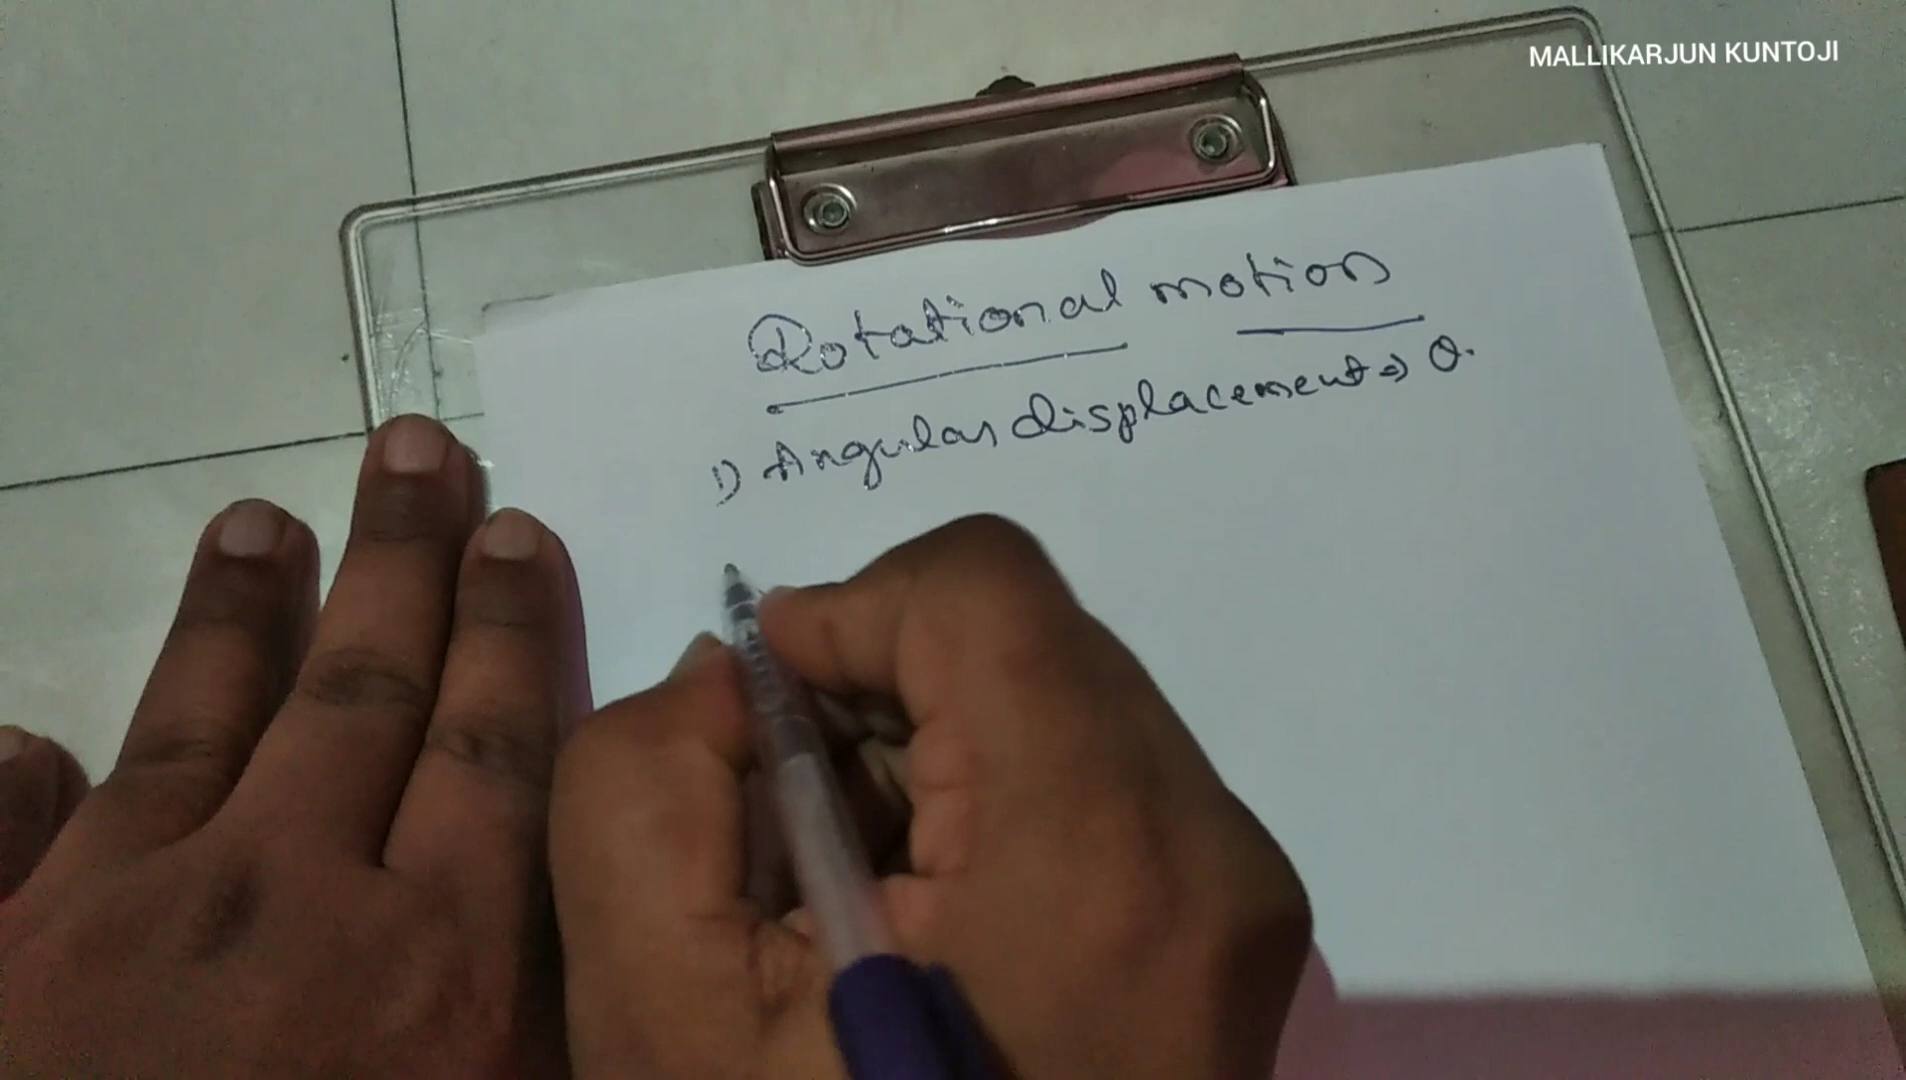 MALLIKARJUN KUNTOJI
Rotational motion
1) Angular displacement ⇒ θ.